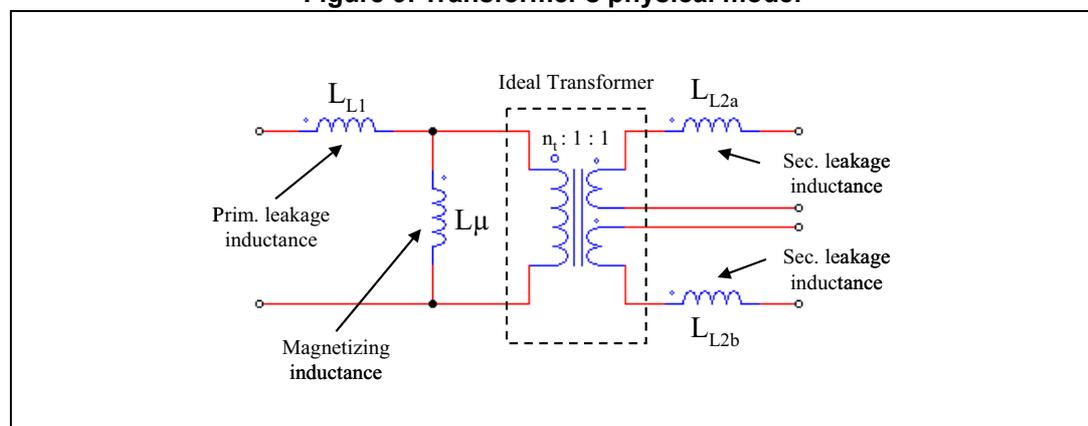 Figure 9. Transformer's physical model
Ideal Transformer
L_L1
L_L2a
n_t : 1 : 1
Sec. leakage
inductance
Prim. leakage
inductance
Lμ
Sec. leakage
inductance
L_L2b
Magnetizing
inductance